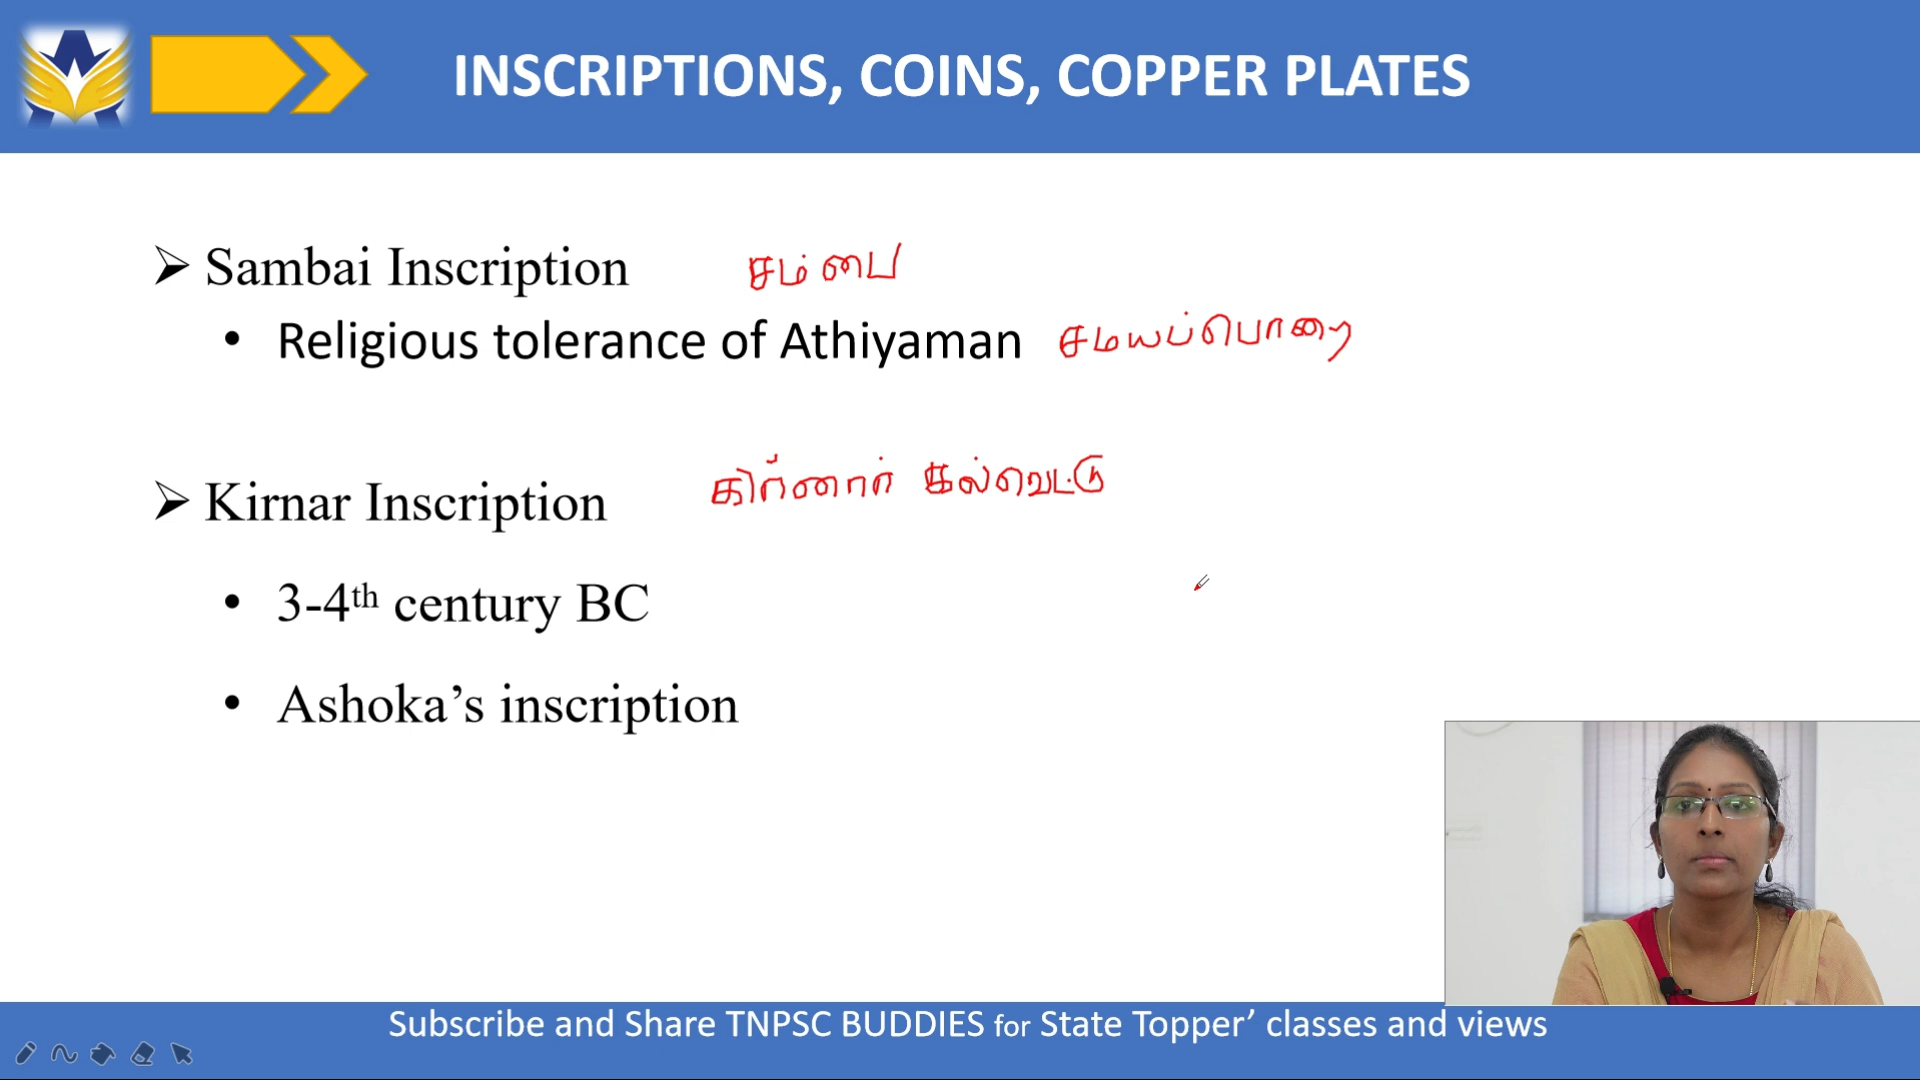 INSCRIPTIONS, COINS, COPPER PLATES
Sambai Inscription சம்பை
• Religious tolerance of Athiyaman சமயப்பொறை
Kirnar Inscription கிர்னார் கல்வெட்டு
• 3-4th century BC
• Ashoka’s inscription
Subscribe and Share TNPSC BUDDIES for State Topper’ classes and views